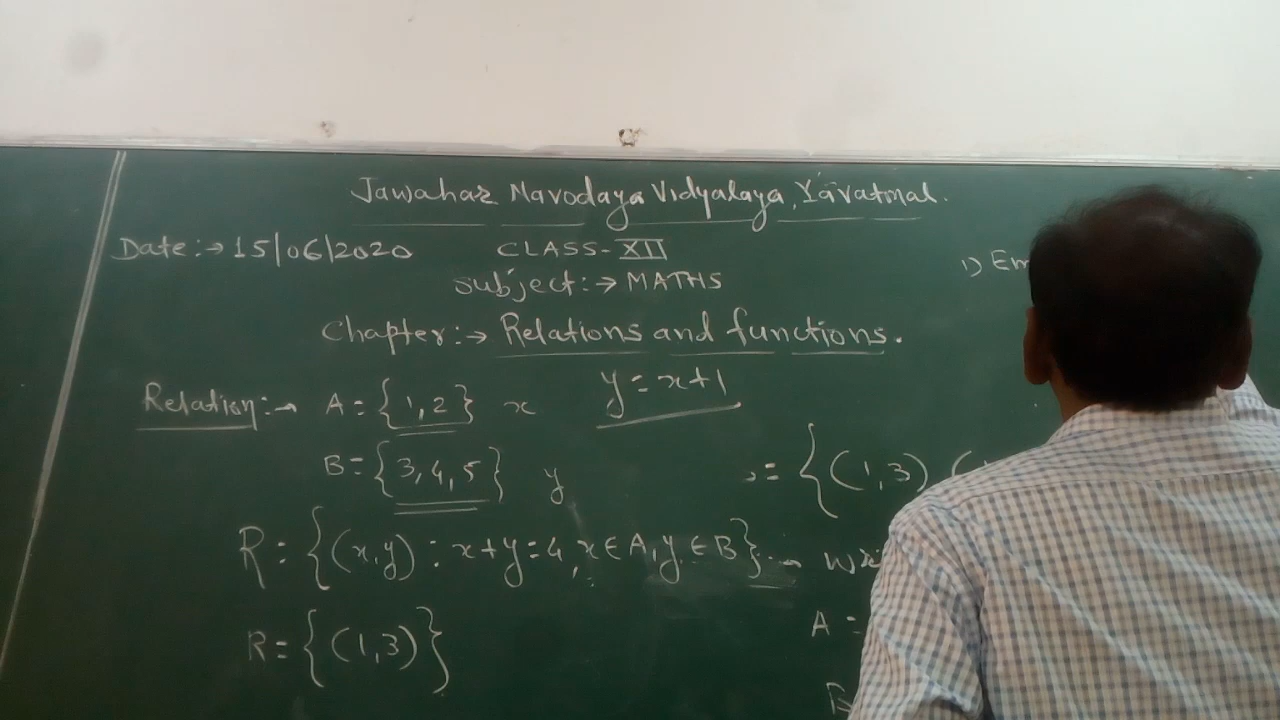 Jawahar Navodaya Vidyalaya, Yavatmal.
Date:→ 15/06/2020 CLASS-XII
Subject:→ MATHS
Chapter:→ Relations and functions.
y = x+1
Relation:→ A = {1, 2} x
B = {3, 4, 5} y
R = {(x, y) : x+y=4, x ∈ A, y ∈ B}.
R = {(1, 3)}
1)
= {(1, 3)
A =